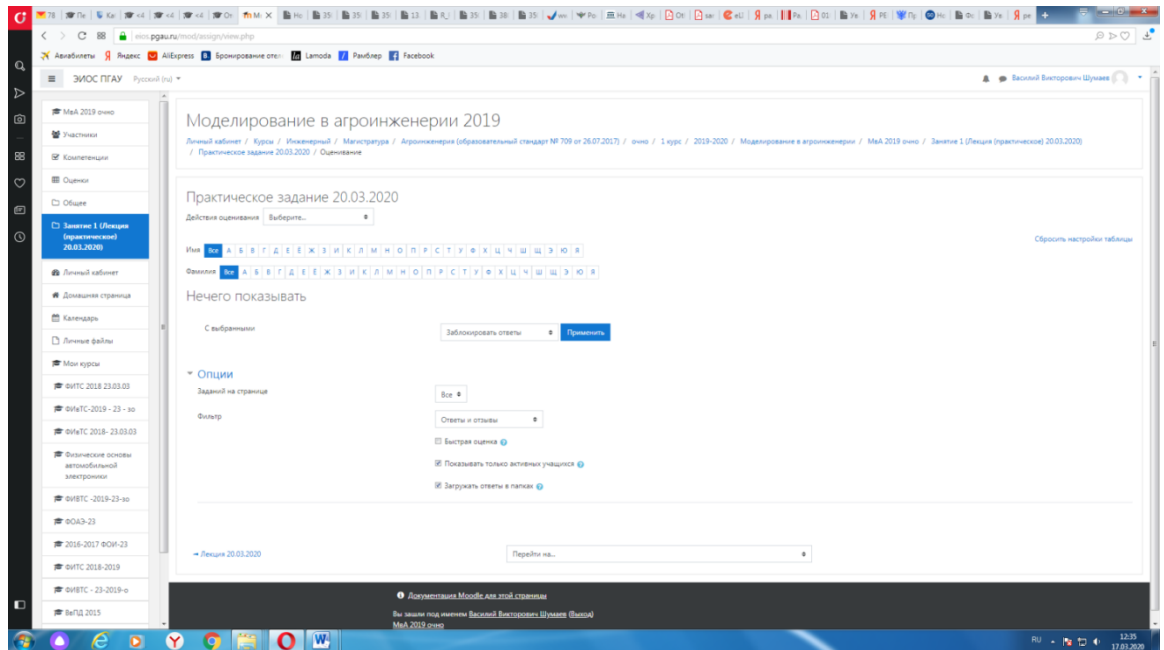 eios.pgau.ru/mod/assign/view.php
Авиабилеты Яндекс AliExpress Бронирование отел Lamoda Рамблер Facebook
ЭИОС ПГАУ Русский (ru)
Василий Викторович Шумаев
МвА 2019 очно
Участники
Компетенции
Оценки
Общее
Занятие 1 (Лекция
(практическое)
20.03.2020)
Личный кабинет
Домашняя страница
Календарь
Личные файлы
Мои курсы
ФИТС 2018 23.03.03
ФИвТС-2019 - 23 - зо
ФИвТС 2018- 23.03.03
Физические основы
автомобильной
электроники
ФИВТС -2019-23-зо
ФОАЭ-23
2016-2017 ФОИ-23
ФИТС 2018-2019
ФИВТС - 23-2019-о
ВеПД 2015
Моделирование в агроинженерии 2019
Личный кабинет / Курсы / Инженерный / Магистратура / Агроинженерия (образовательный стандарт № 709 от 26.07.2017) / очно / 1 курс / 2019-2020 / Моделирование в агроинженерии / МвА 2019 очно / Занятие 1 (Лекция (практическое) 20.03.2020)
/ Практическое задание 20.03.2020 / Оценивание
Практическое задание 20.03.2020
Действия оценивания Выберите...
Сбросить настройки таблицы
Имя Все А Б В Г Д Е Ё Ж З И К Л М Н О П Р С Т У Ф Х Ц Ч Ш Щ Э Ю Я
Фамилия Все А Б В Г Д Е Ё Ж З И К Л М Н О П Р С Т У Ф Х Ц Ч Ш Щ Э Ю Я
Нечего показывать
С выбранными Заблокировать ответы Применить
Опции
Заданий на странице Все
Фильтр Ответы и отзывы
Быстрая оценка
Показывать только активных учащихся
Загружать ответы в папках
→ Лекция 20.03.2020 Перейти на...
Документация Moodle для этой страницы
Вы зашли под именем Василий Викторович Шумаев (Выход)
МвА 2019 очно
RU 12:35
17.03.2020